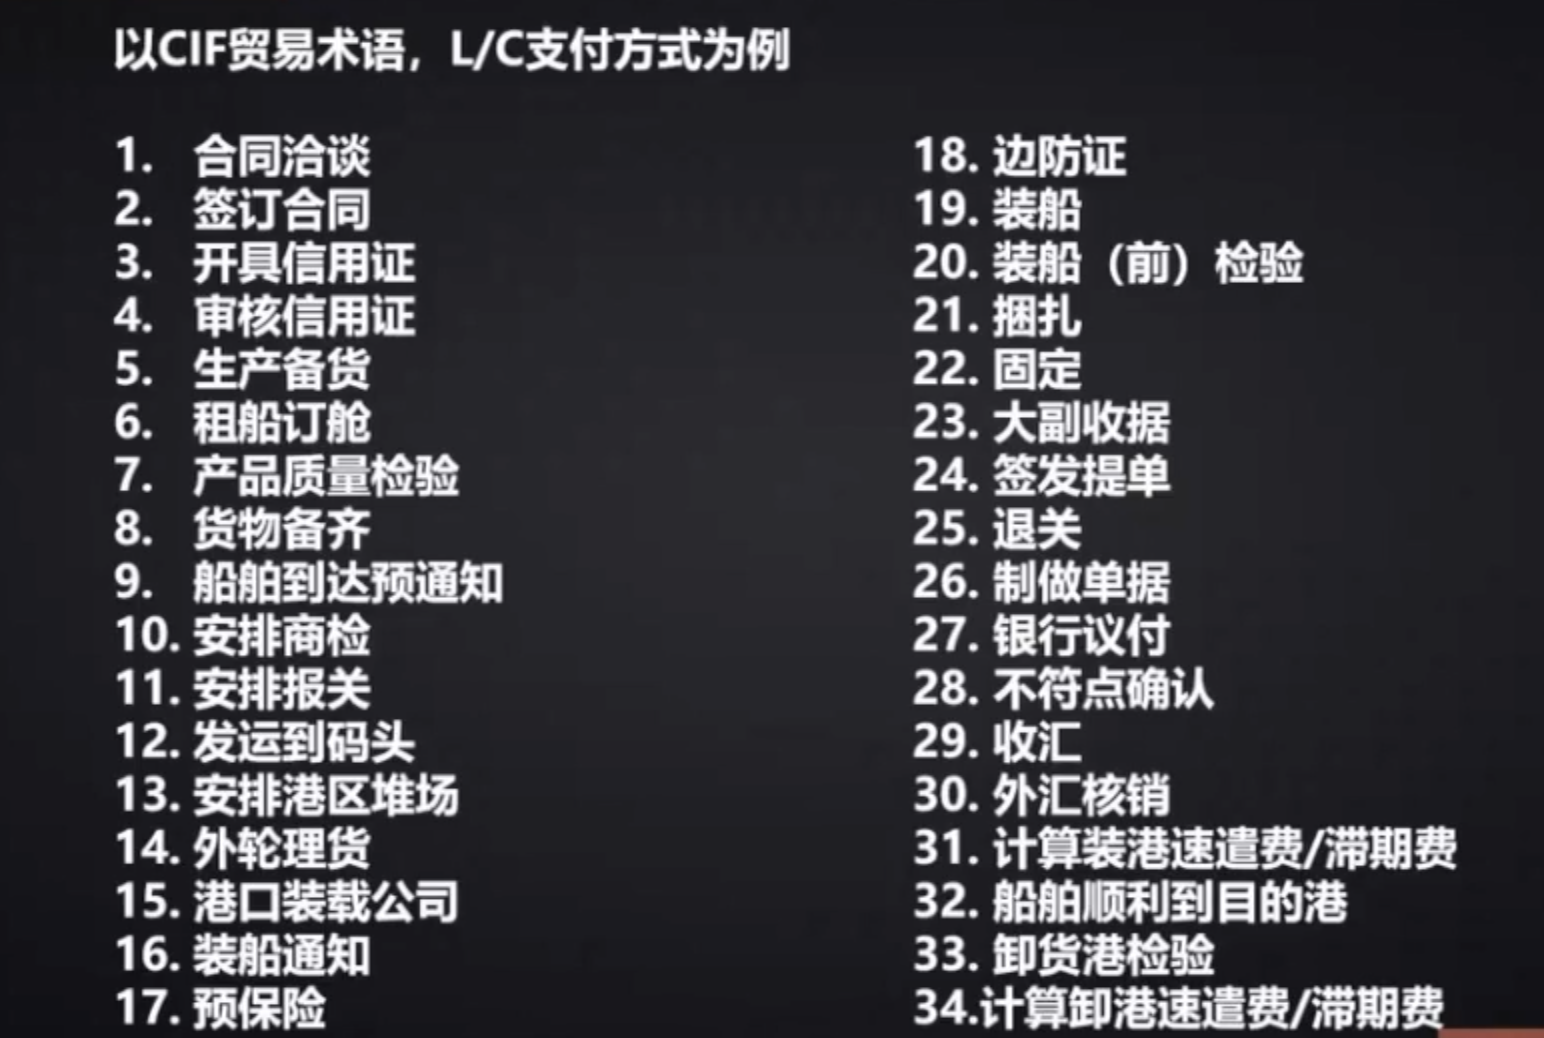 以CIF贸易术语，L/C支付方式为例
1. 合同洽谈
2. 签订合同
3. 开具信用证
4. 审核信用证
5. 生产备货
6. 租船订舱
7. 产品质量检验
8. 货物备齐
9. 船舶到达预通知
10. 安排商检
11. 安排报关
12. 发运到码头
13. 安排港区堆场
14. 外轮理货
15. 港口装载公司
16. 装船通知
17. 预保险
18. 边防证
19. 装船
20. 装船（前）检验
21. 捆扎
22. 固定
23. 大副收据
24. 签发提单
25. 退关
26. 制做单据
27. 银行议付
28. 不符点确认
29. 收汇
30. 外汇核销
31. 计算装港速遣费/滞期费
32. 船舶顺利到目的港
33. 卸货港检验
34.计算卸港速遣费/滞期费